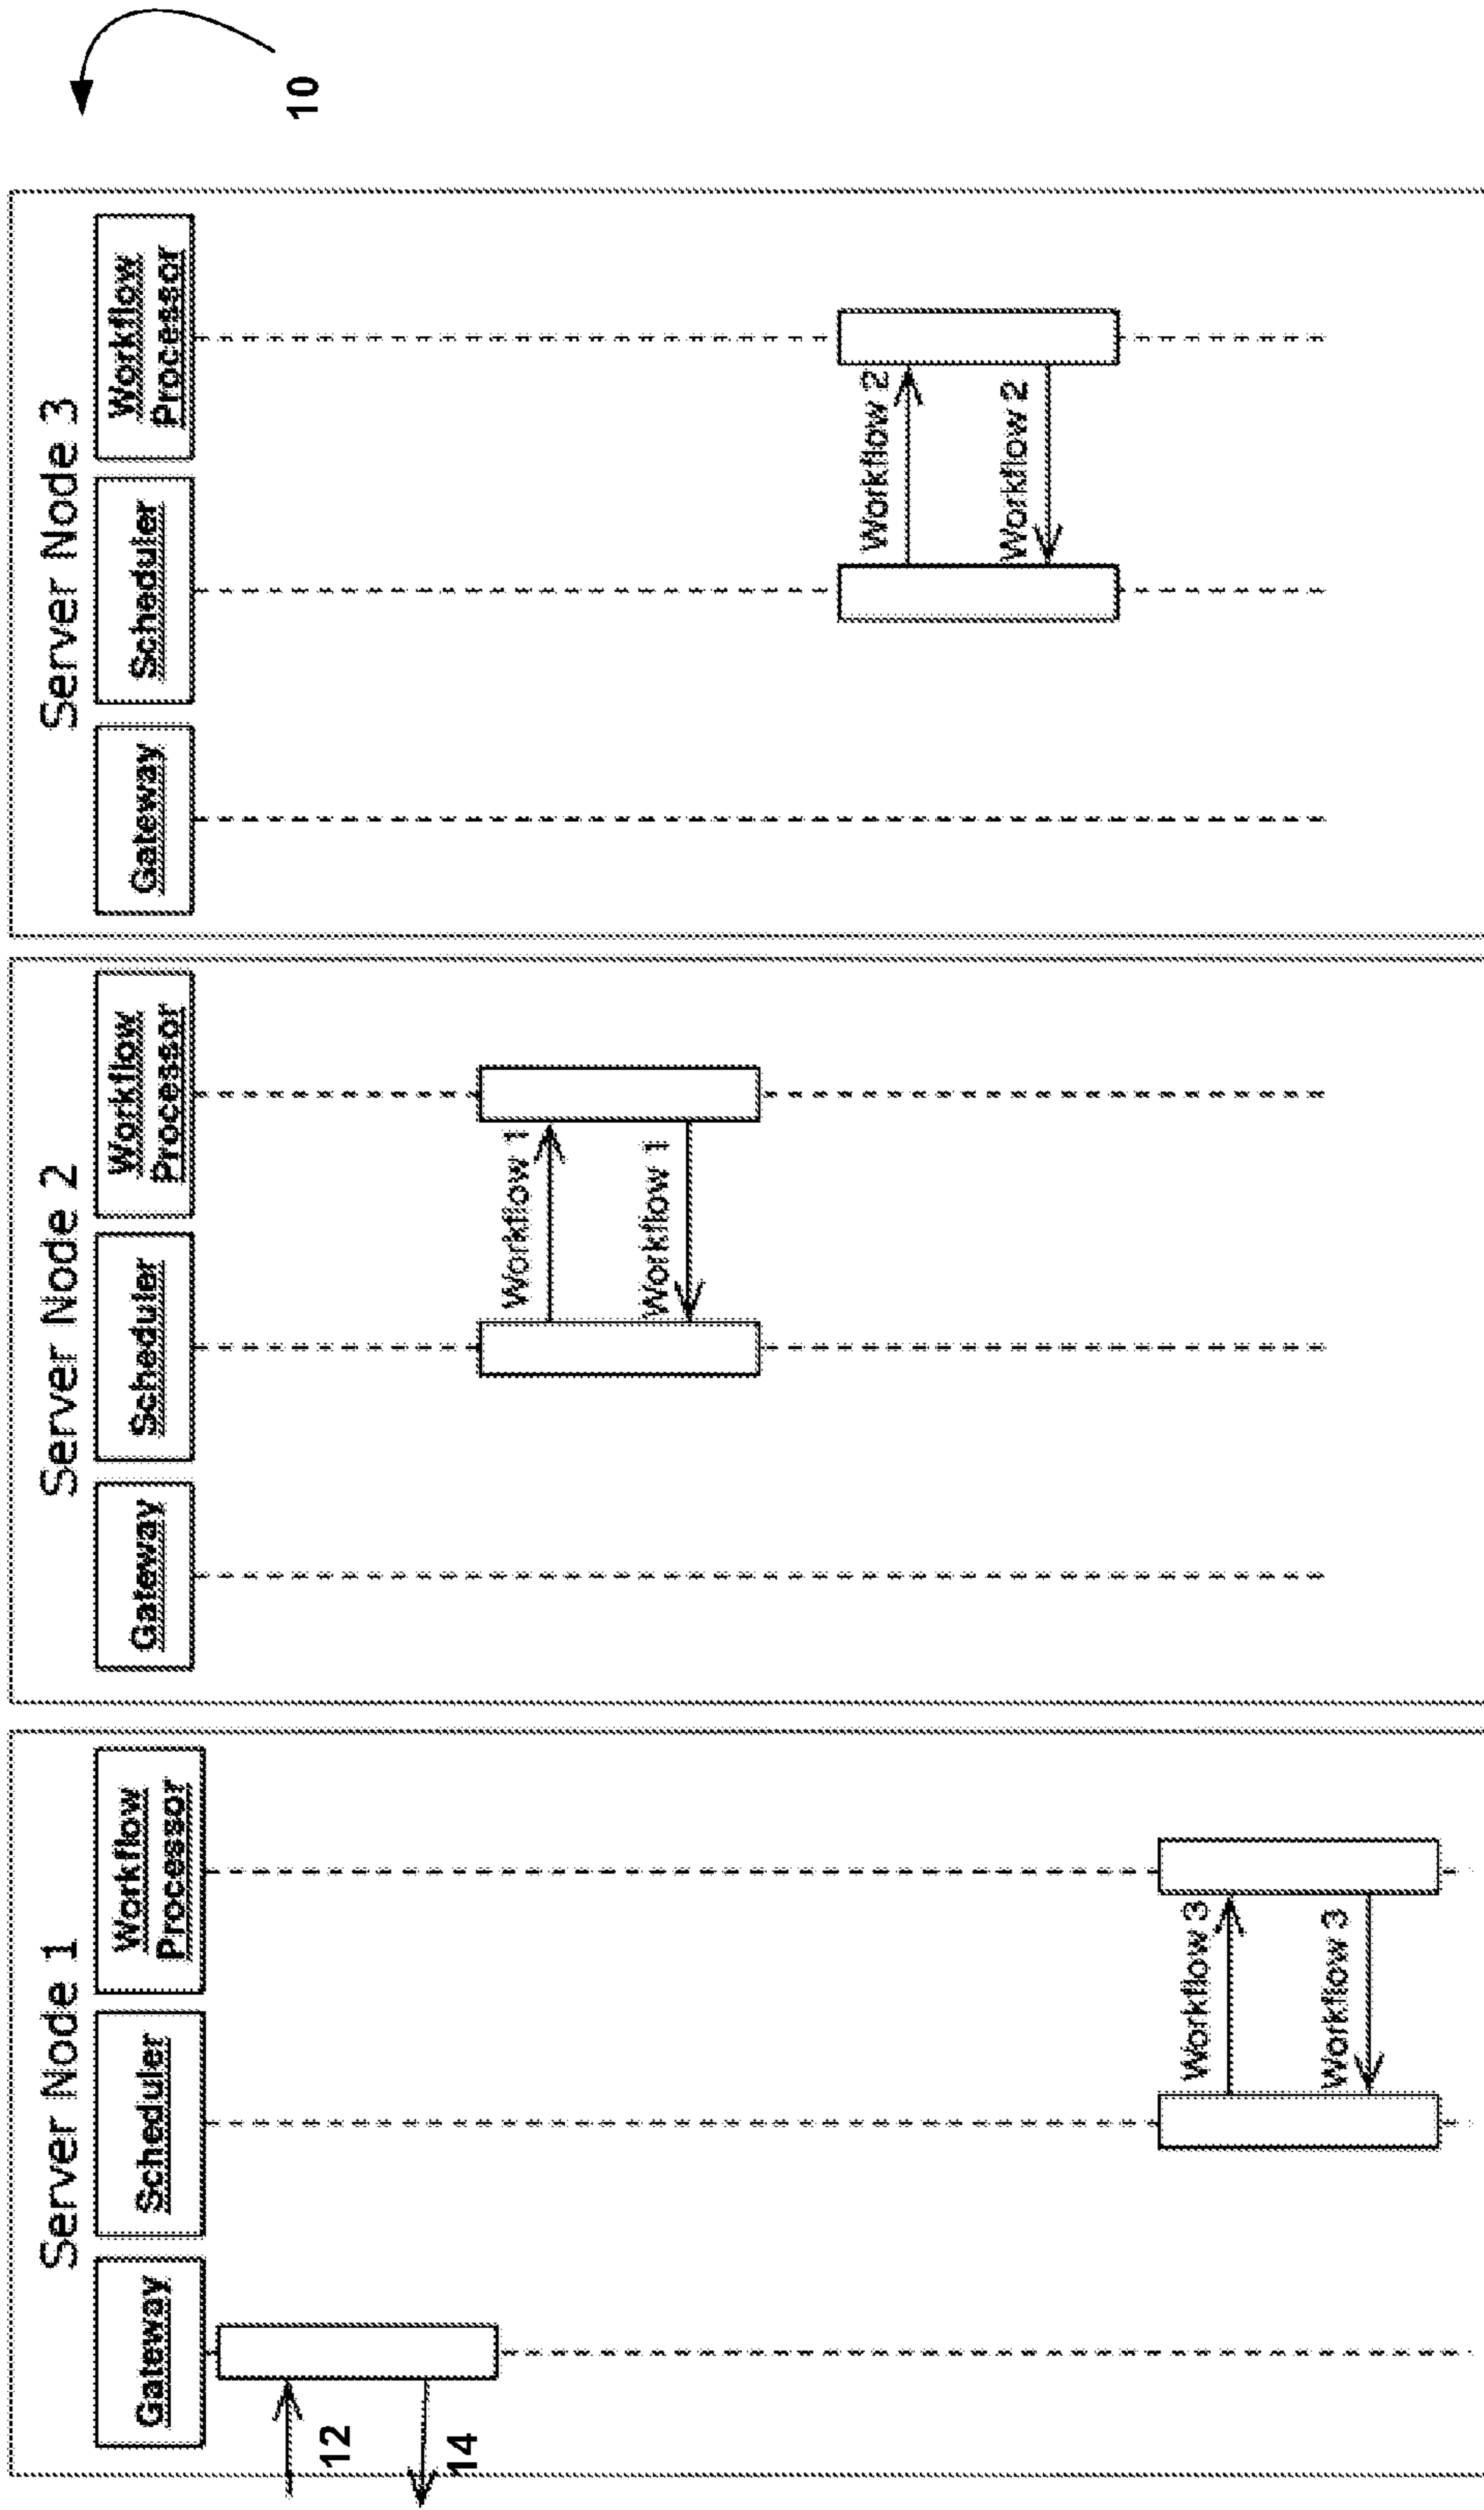 10
Server Node 1
Gateway
Scheduler
Workflow
Processor
12
14
Workflow 3
Workflow 3
Server Node 2
Gateway
Scheduler
Workflow
Processor
Workflow 1
Workflow 1
Server Node 3
Gateway
Scheduler
Workflow
Processor
Workflow 2
Workflow 2